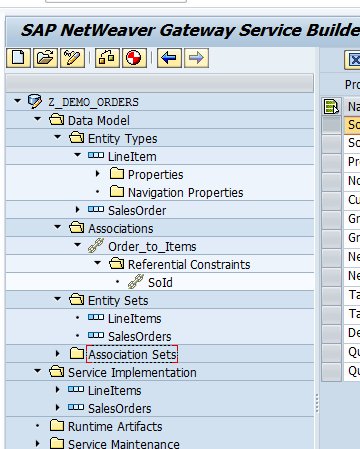 SAP NetWeaver Gateway Service Builde
Pro
Z_DEMO_ORDERS
Na
Data Model
So
Entity Types
So
LineItem
Pr
Properties
No
Navigation Properties
Cu
SalesOrder
Gr
Associations
Gr
Order_to_Items
Ne
Referential Constraints
Ne
SoId
Ta
Entity Sets
Ta
LineItems
De
SalesOrders
Qu
Association Sets
Qu
Service Implementation
LineItems
SalesOrders
Runtime Artifacts
Service Maintenance